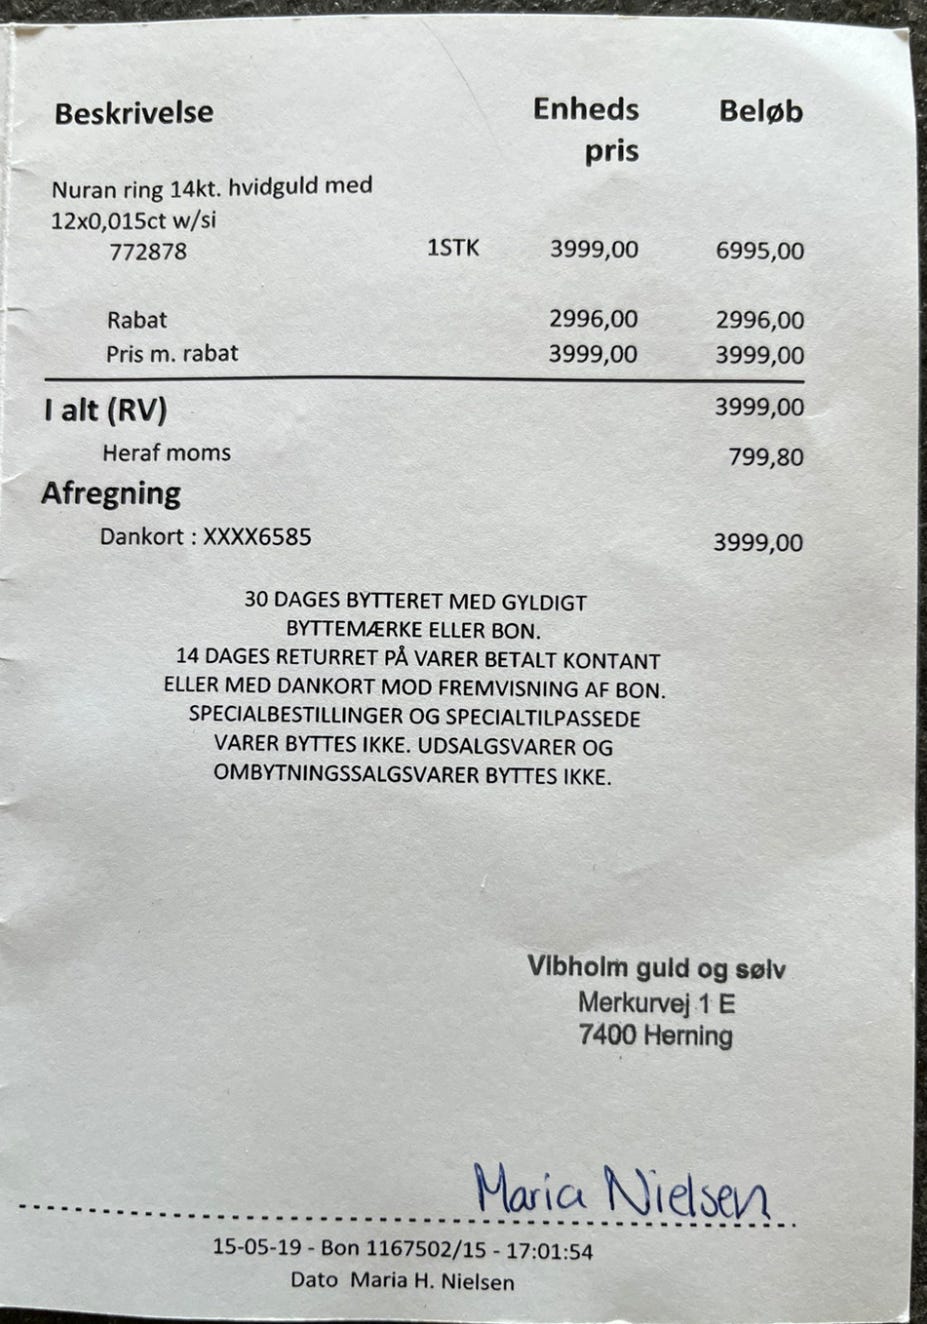 Beskrivelse Enheds pris Beløb
Nuran ring 14kt. hvidguld med
12x0,015ct w/si
772878 1STK 3999,00 6995,00
Rabat 2996,00 2996,00
Pris m. rabat 3999,00 3999,00
I alt (RV) 3999,00
Heraf moms 799,80
Afregning
Dankort : XXXX6585 3999,00
30 DAGES BYTTERET MED GYLDIGT
BYTTEMÆRKE ELLER BON.
14 DAGES RETURRET PÅ VARER BETALT KONTANT
ELLER MED DANKORT MOD FREMVISNING AF BON.
SPECIALBESTILLINGER OG SPECIALTILPASSEDE
VARER BYTTES IKKE. UDSALGSVARER OG
OMBYTNINGSSALGSVARER BYTTES IKKE.
Vibholm guld og sølv
Merkurvej 1 E
7400 Herning
Maria Nielsen
15-05-19 - Bon 1167502/15 - 17:01:54
Dato Maria H. Nielsen